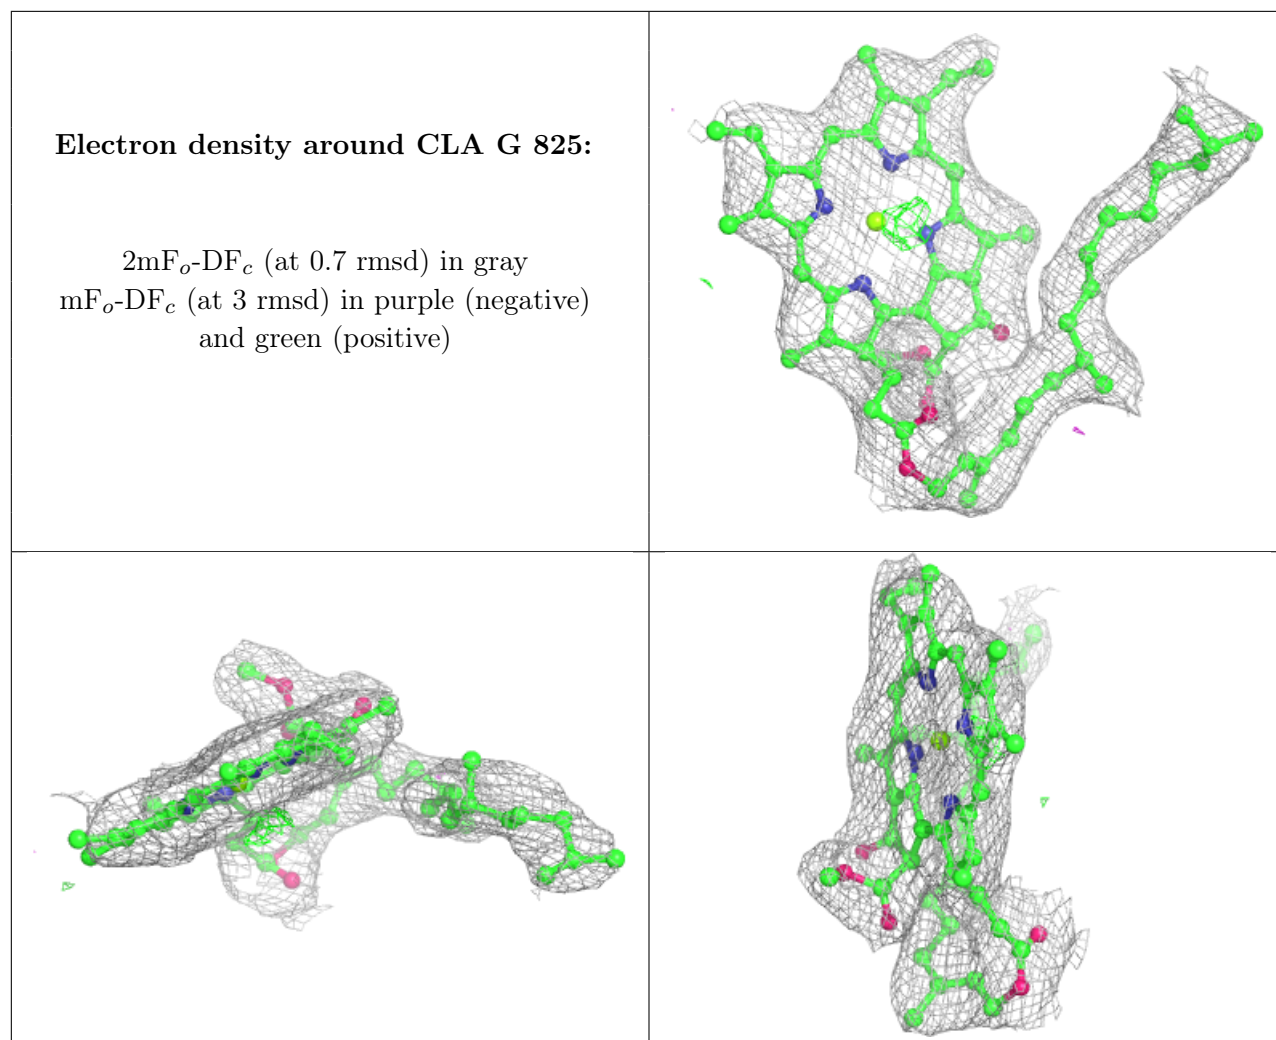 Electron density around CLA G 825:
2mFₒ-DF𝒸 (at 0.7 rmsd) in gray
mFₒ-DF𝒸 (at 3 rmsd) in purple (negative)
and green (positive)